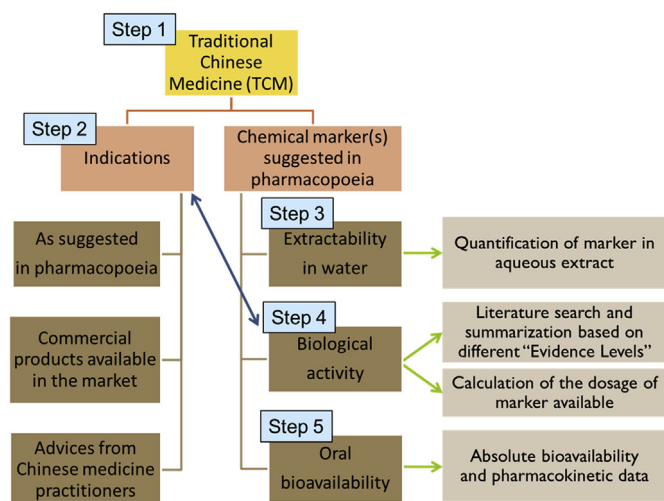 Step 1
Traditional
Chinese
Medicine (TCM)
Step 2
Indications
Chemical marker(s)
suggested in
pharmacopoeia
As suggested
in pharmacopoeia
Commercial
products available
in the market
Advices from
Chinese medicine
practitioners
Step 3
Extractability
in water
Quantification of marker in
aqueous extract
Step 4
Biological
activity
Literature search and
summarization based on
different “Evidence Levels”
Calculation of the dosage of
marker available
Step 5
Oral
bioavailability
Absolute bioavailability
and pharmacokinetic data